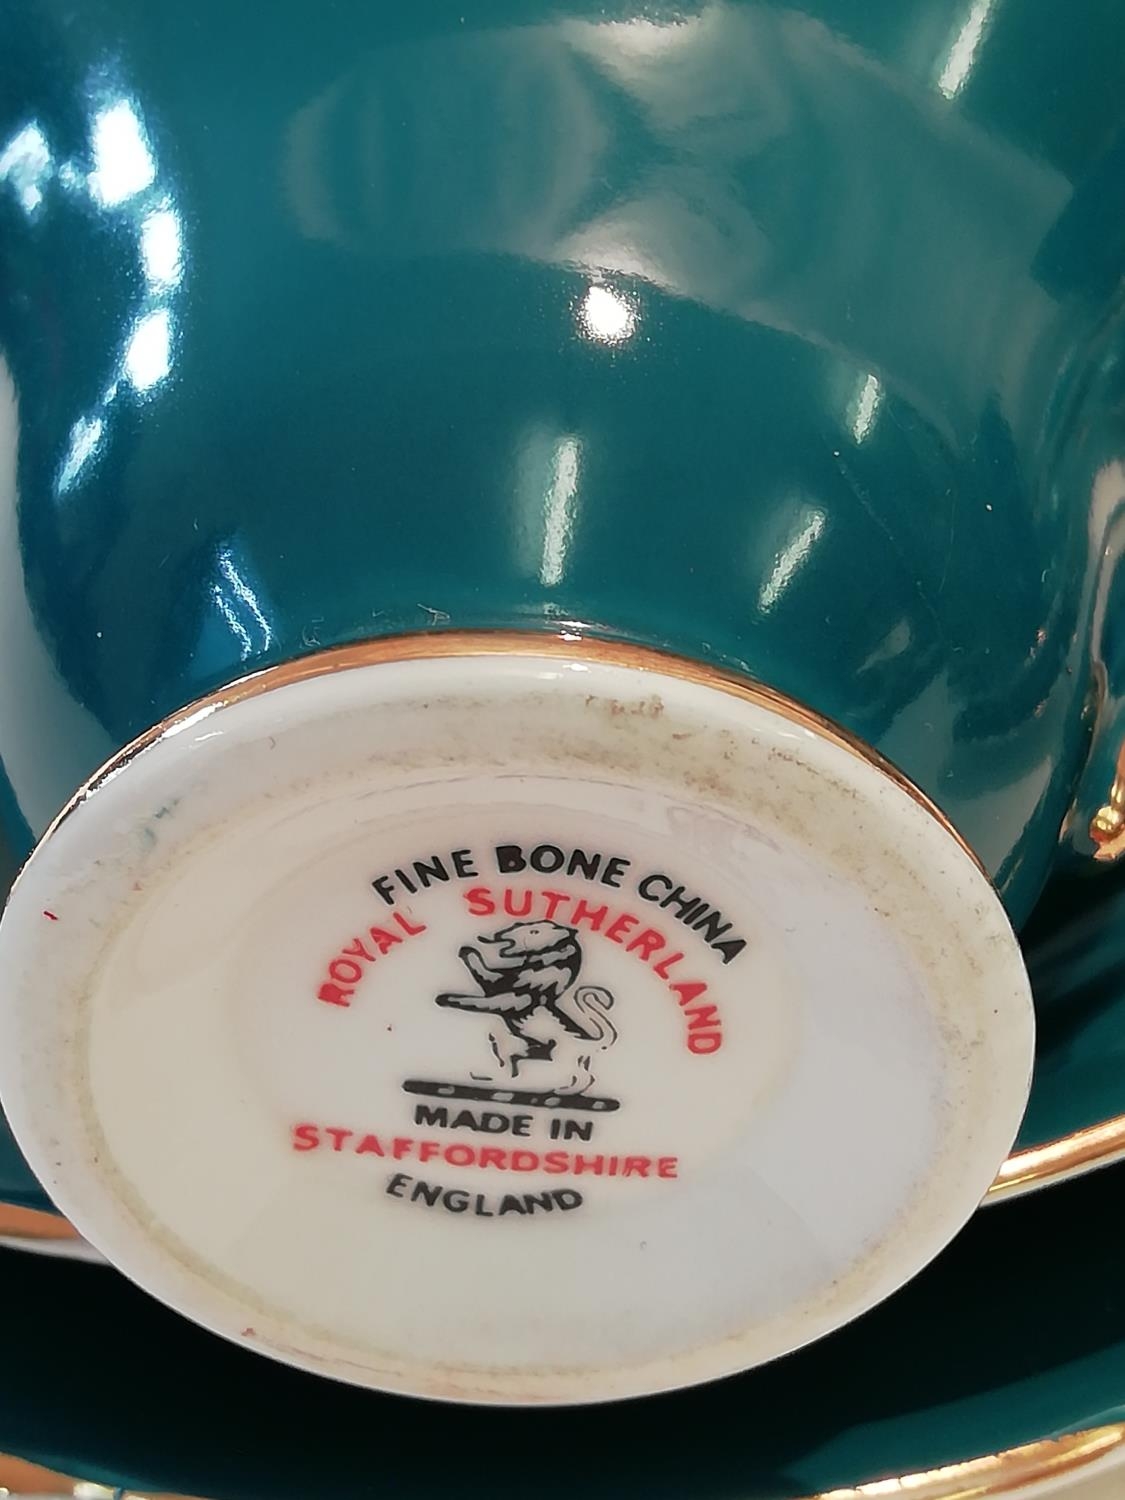 FINE BONE CHINA
ROYAL SUTHERLAND
MADE IN
STAFFORDSHIRE
ENGLAND